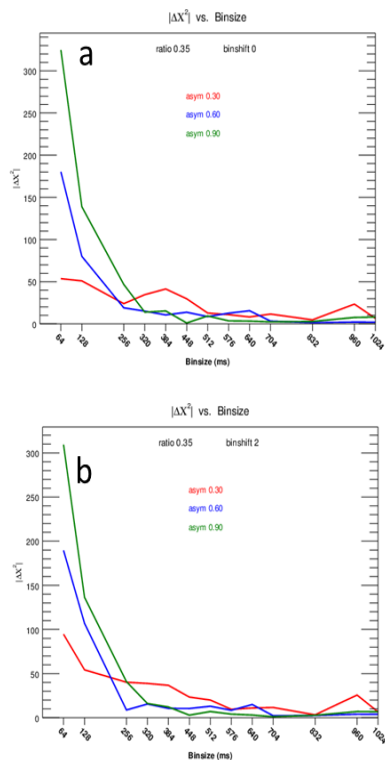 |ΔX²| vs. Binsize
a
ratio 0.35 binshift 0
asym 0.30
asym 0.60
asym 0.90
|ΔX²|
300
250
200
150
100
50
0
64 128 256 320 384 448 512 576 640 704 832 960 1024
Binsize (ms)
|ΔX²| vs. Binsize
b
ratio 0.35 binshift 2
asym 0.30
asym 0.60
asym 0.90
|ΔX²|
300
250
200
150
100
50
0
64 128 256 320 384 448 512 576 640 704 832 960 1024
Binsize (ms)